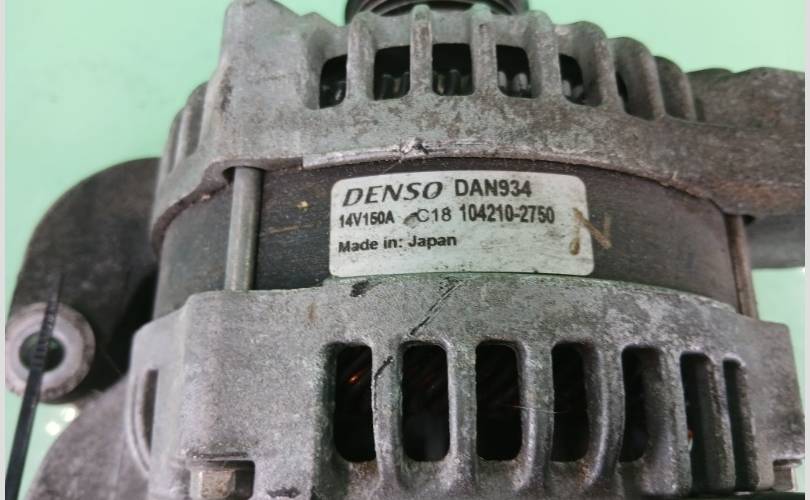 DENSO DAN934
14V150A C18 104210-2750
Made in: Japan
N